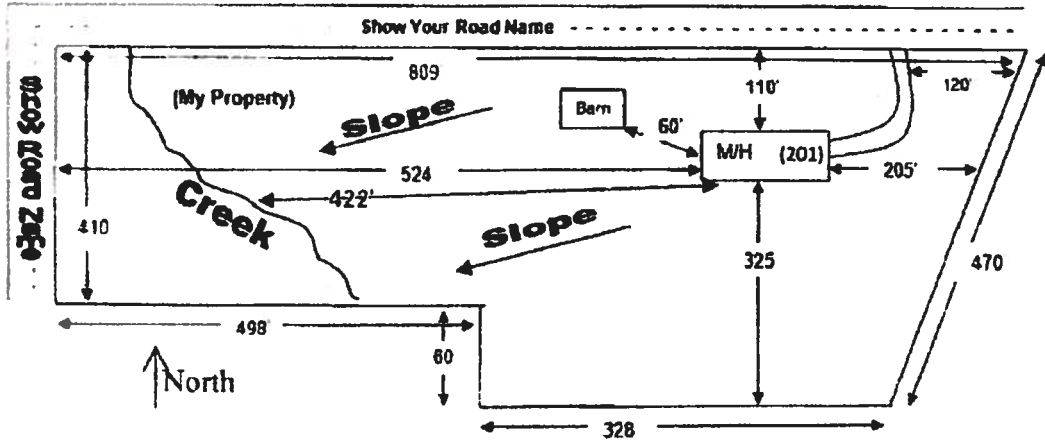 Show Your Road Name
809
110'
120'
(My Property)
Slope
Barn
60'
M/H (201)
524
205'
422'
Creek
410
Slope
325
470
498'
60
North
328